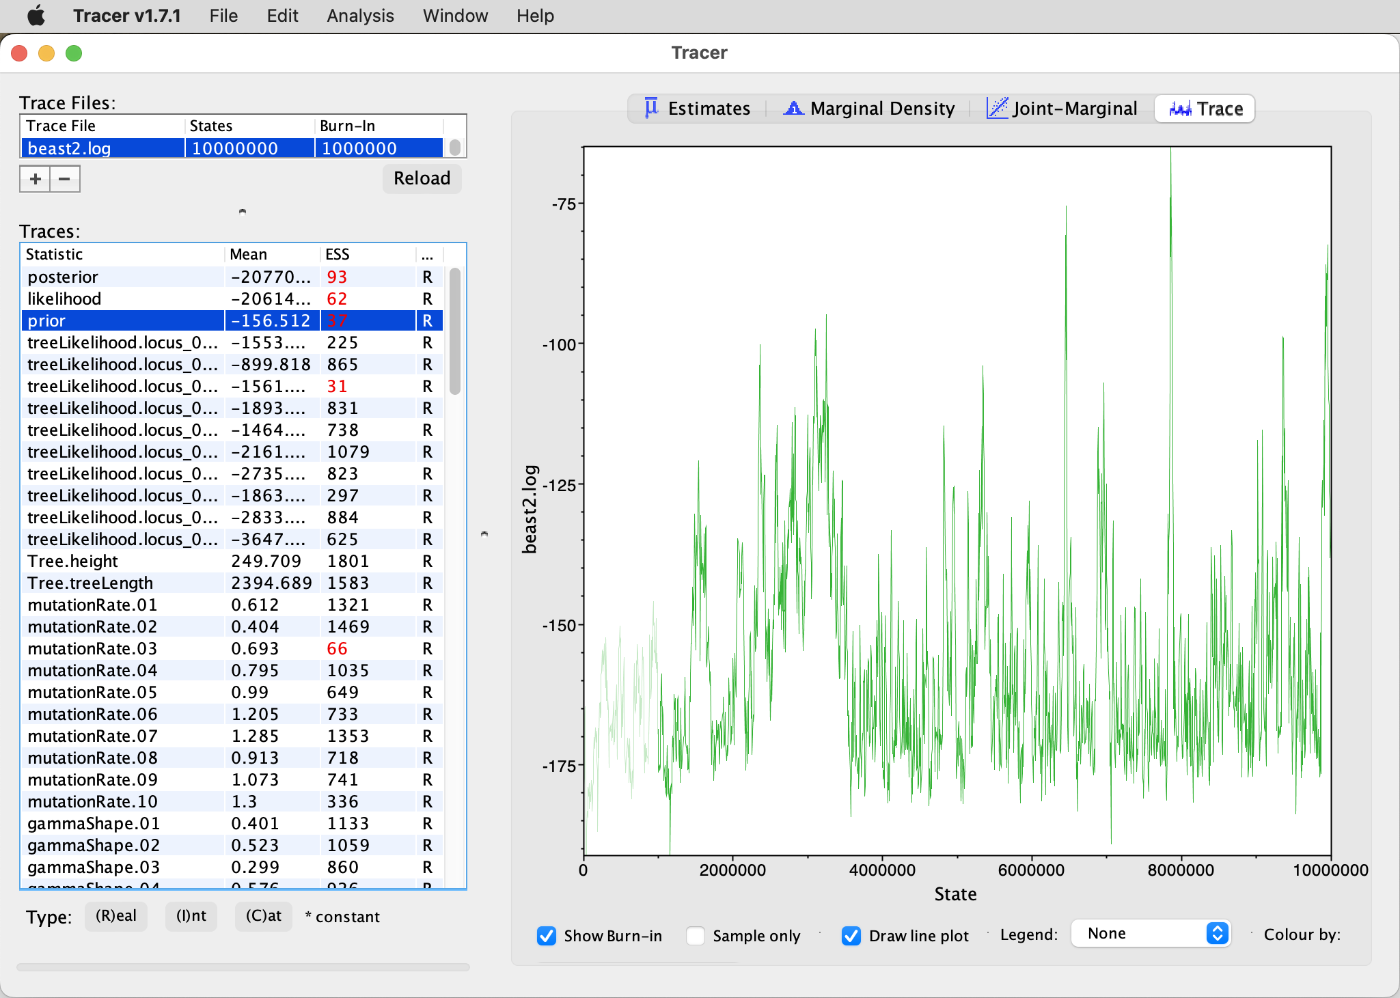 Tracer v1.7.1 File Edit Analysis Window Help
Tracer
Trace Files:
Trace File States Burn-In
beast2.log 10000000 1000000
+ − Reload
Traces:
Statistic Mean ESS ...
posterior -20770... 93 R
likelihood -20614... 62 R
prior -156.512 37 R
treeLikelihood.locus_0... -1553.... 225 R
treeLikelihood.locus_0... -899.818 865 R
treeLikelihood.locus_0... -1561.... 31 R
treeLikelihood.locus_0... -1893.... 831 R
treeLikelihood.locus_0... -1464.... 738 R
treeLikelihood.locus_0... -2161.... 1079 R
treeLikelihood.locus_0... -2735.... 823 R
treeLikelihood.locus_0... -1863.... 297 R
treeLikelihood.locus_0... -2833.... 884 R
treeLikelihood.locus_0... -3647.... 625 R
Tree.height 249.709 1801 R
Tree.treeLength 2394.689 1583 R
mutationRate.01 0.612 1321 R
mutationRate.02 0.404 1469 R
mutationRate.03 0.693 66 R
mutationRate.04 0.795 1035 R
mutationRate.05 0.99 649 R
mutationRate.06 1.205 733 R
mutationRate.07 1.285 1353 R
mutationRate.08 0.913 718 R
mutationRate.09 1.073 741 R
mutationRate.10 1.3 336 R
gammaShape.01 0.401 1133 R
gammaShape.02 0.523 1059 R
gammaShape.03 0.299 860 R
gammaShape.04 0.576 926 R
Type: (R)eal (I)nt (C)at * constant
Estimates Marginal Density Joint-Marginal Trace
beast2.log
-75
-100
-125
-150
-175
0 2000000 4000000 6000000 8000000 10000000
State
Show Burn-in Sample only Draw line plot Legend: None Colour by: